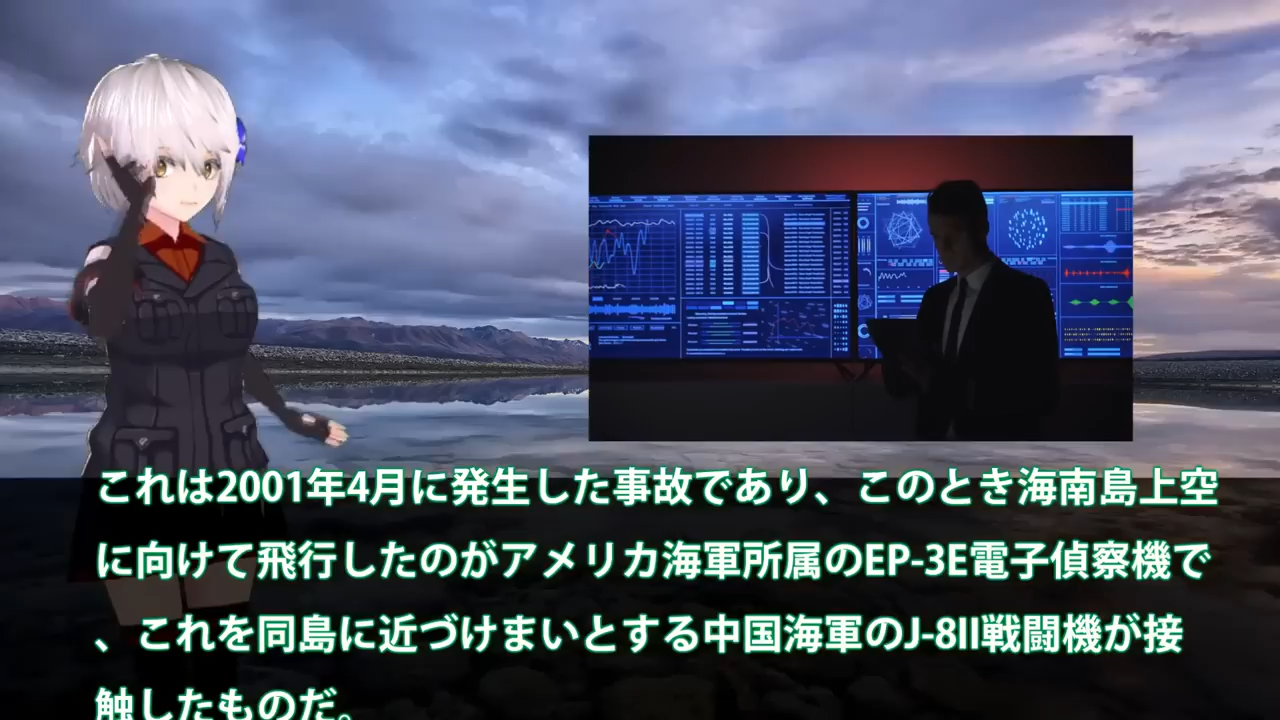 これは2001年4月に発生した事故であり、このとき海南島上空
に向けて飛行したのがアメリカ海軍所属のEP-3E電子偵察機で
、これを同島に近づけまいとする中国海軍のJ-8II戦闘機が接
触したものだ。